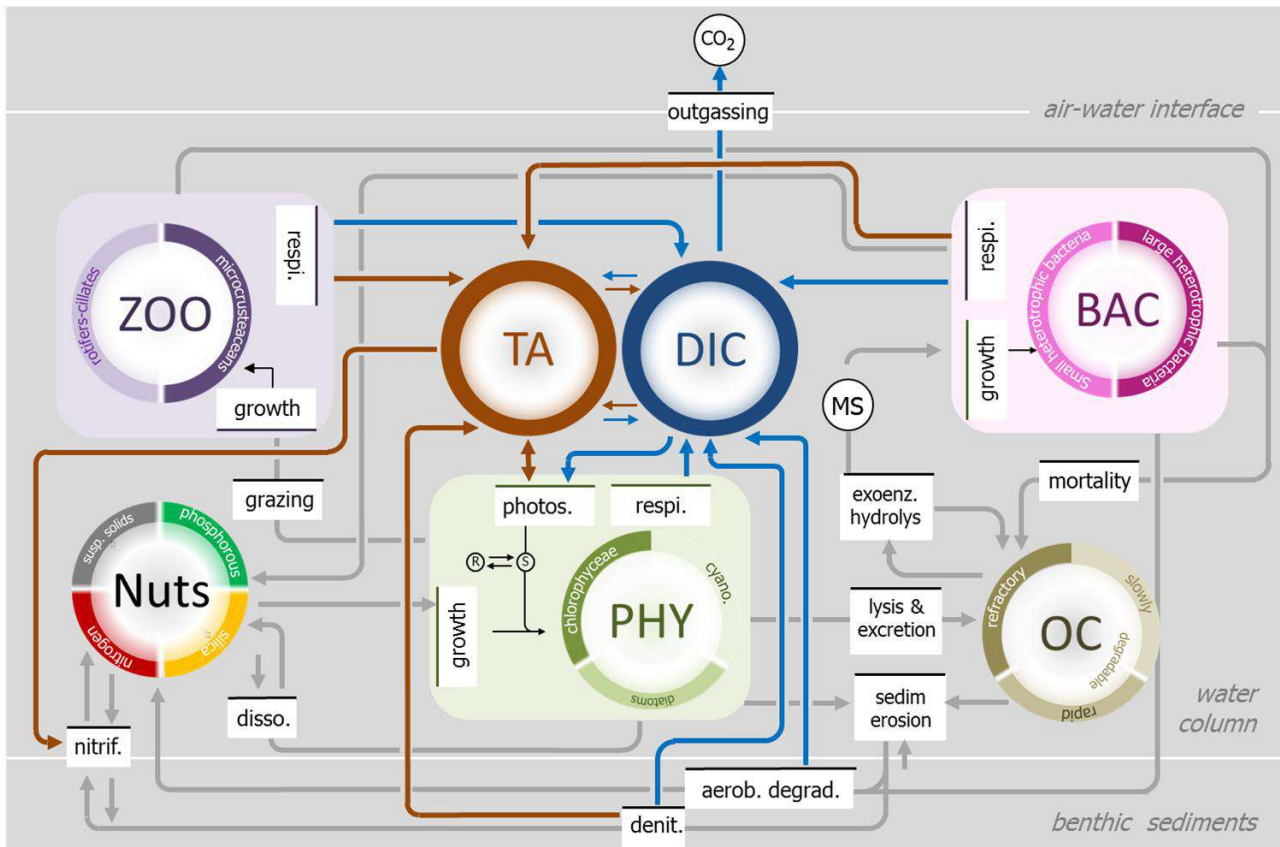 CO2
outgassing
air-water interface
respi.
rotifers-cillates
microcrusteaceans
ZOO
growth
TA
DIC
respi.
growth
Small heterotrophic bacteria
large heterotrophic bacteria
BAC
MS
grazing
photos.
respi.
exoenz.
hydrolys
mortality
susp. solids
phosphorous
Nuts
nitrogen
silica
R
S
growth
chlorophyceae
cyano.
PHY
diatoms
lysis &
excretion
refractory
slowly
degradable
OC
rapid
sedim
erosion
disso.
nitrif.
water
column
aerob. degrad.
denit.
benthic sediments